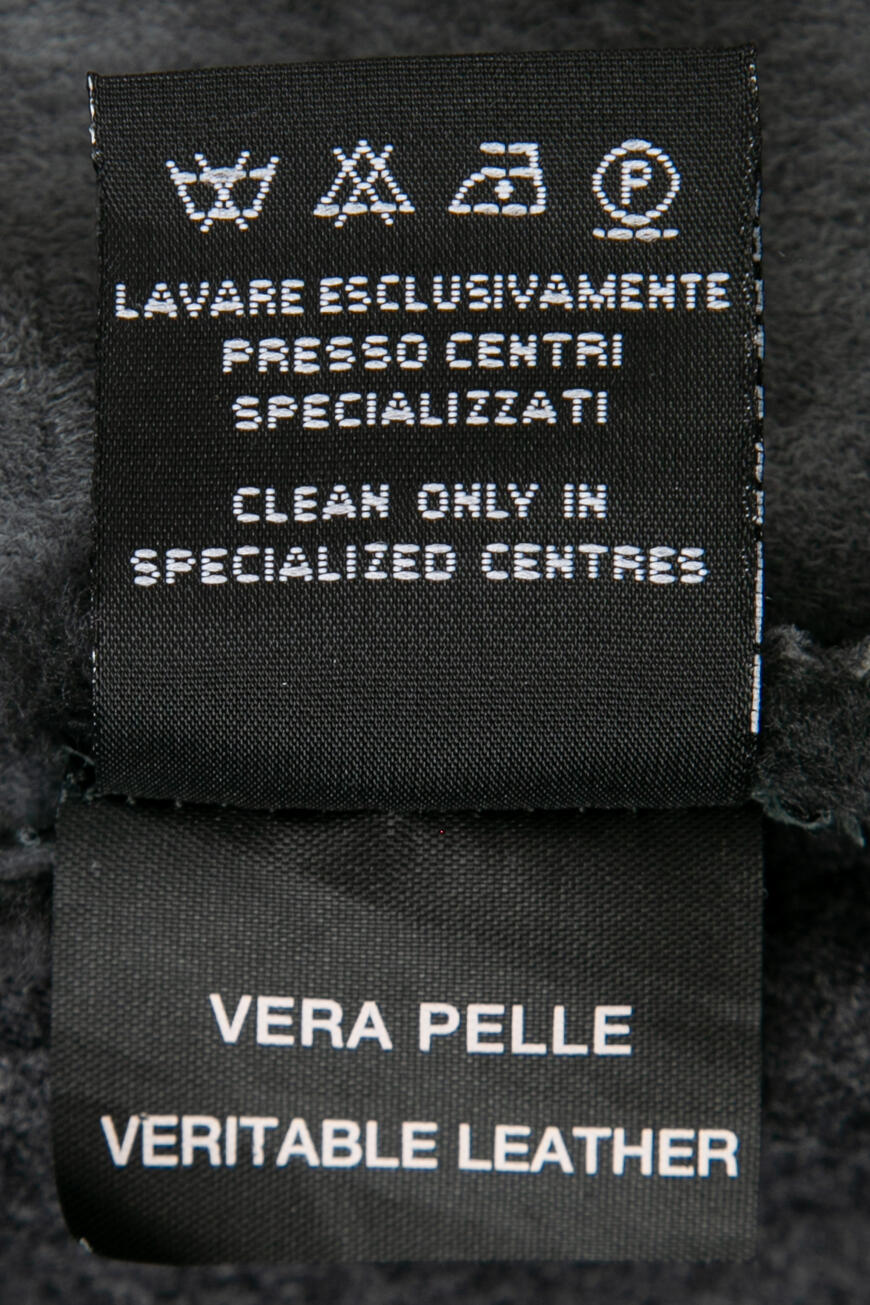 P
LAVARE ESCLUSIVAMENTE
PRESSO CENTRI
SPECIALIZZATI
CLEAN ONLY IN
SPECIALIZED CENTRES
VERA PELLE
VERITABLE LEATHER